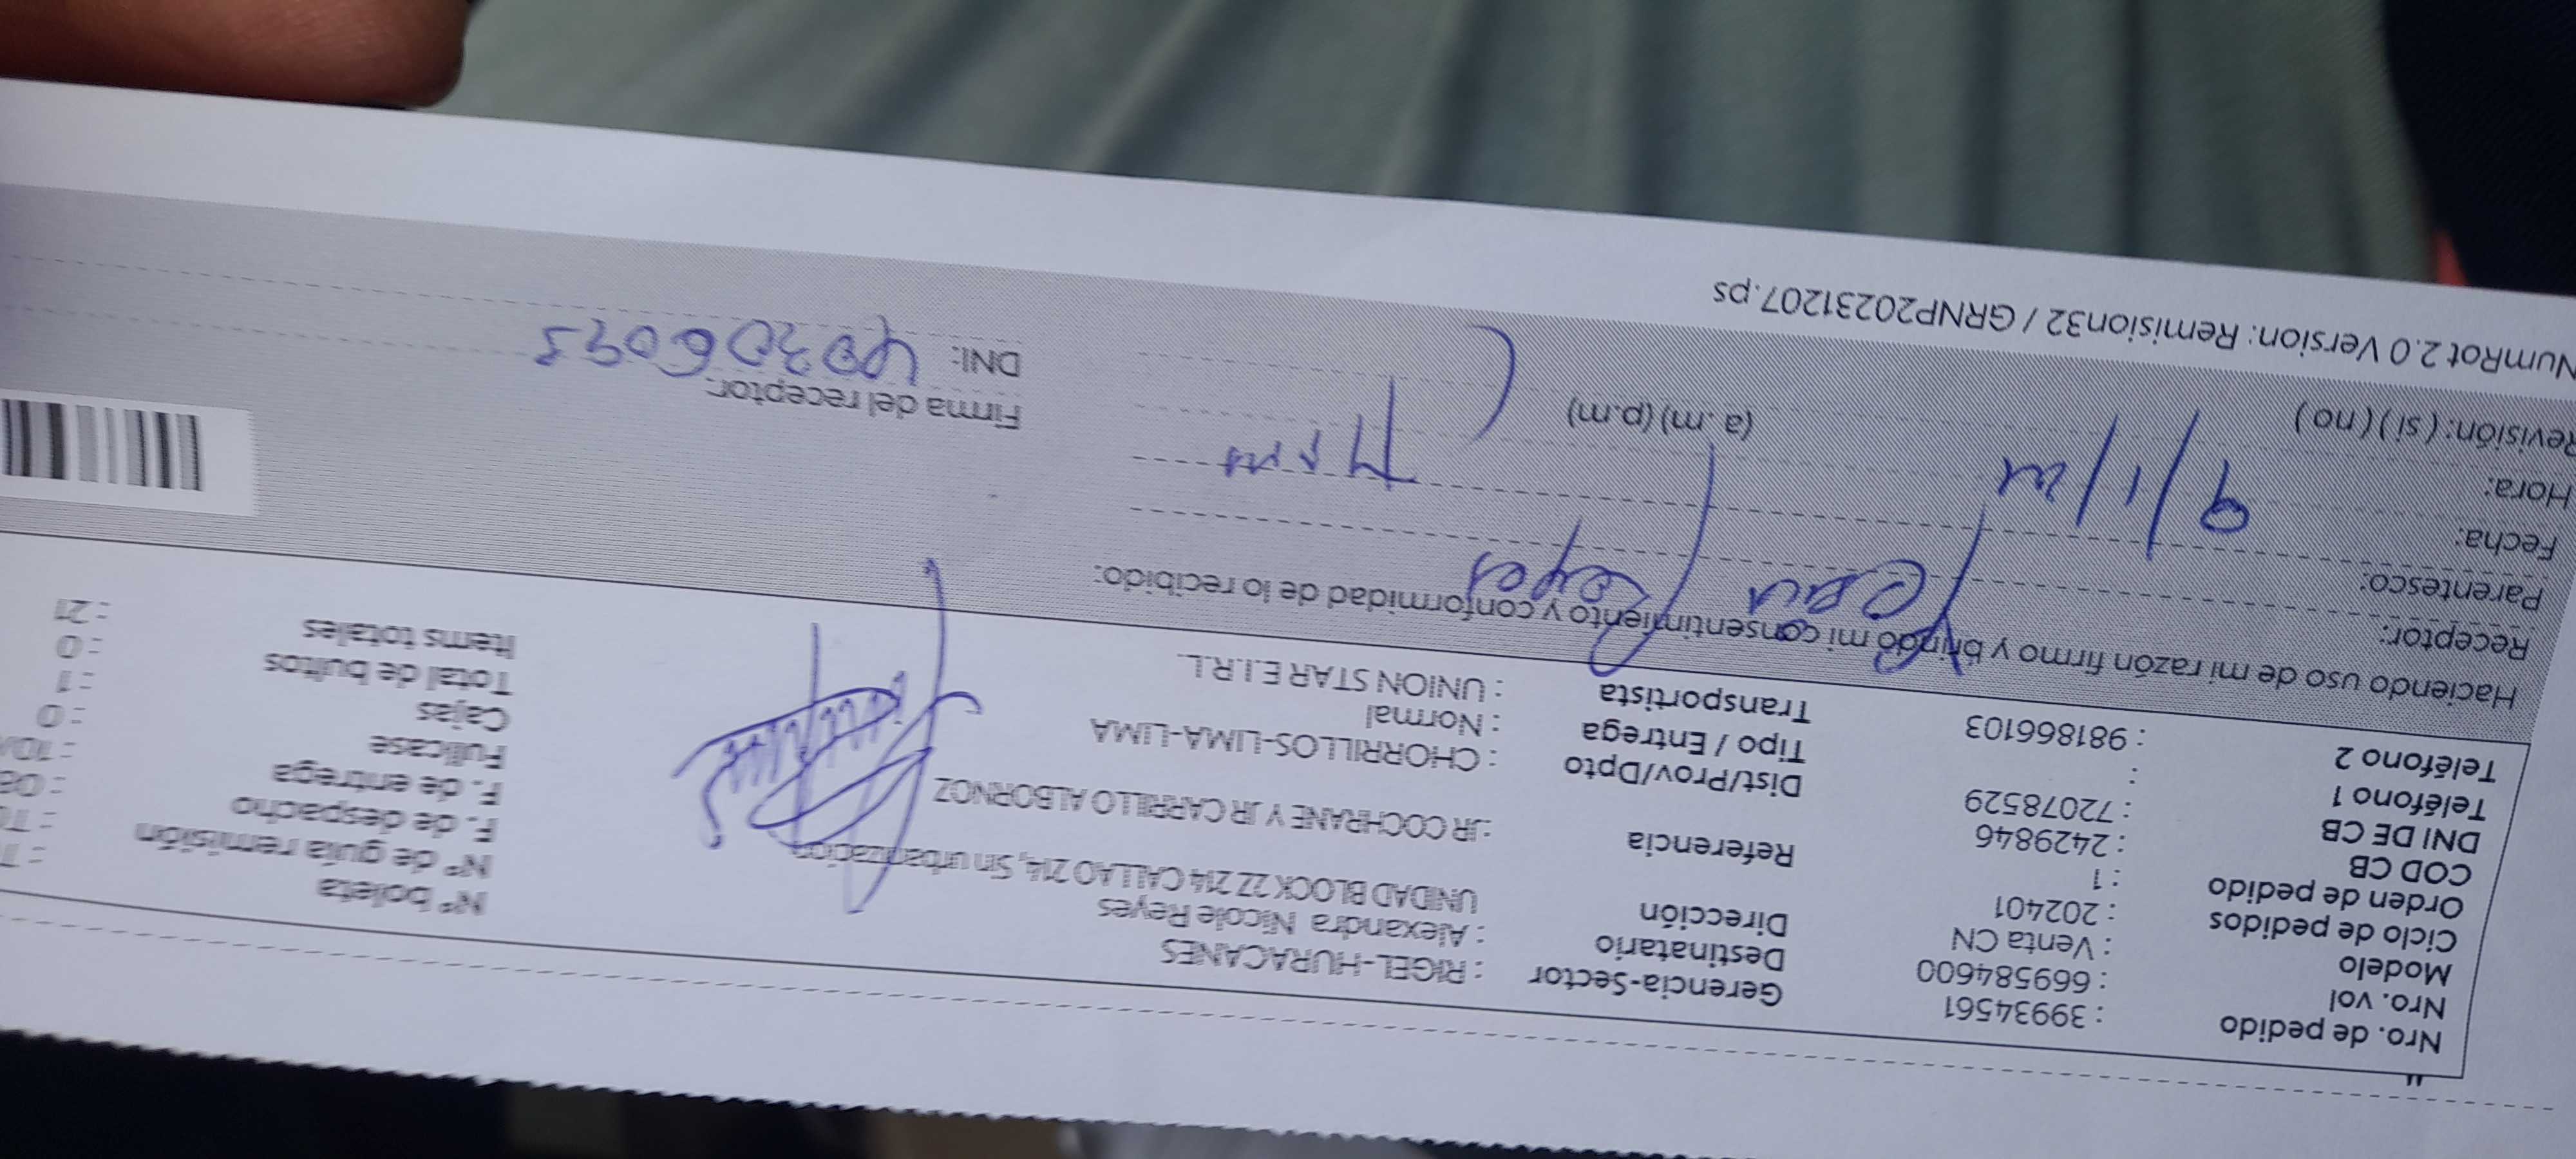 Nro. de pedido : 39934561
Nro. vol : 669584600
Modelo : Venta CN
Ciclo de pedidos : 202401
Orden de pedido : 1
COD CB : 2429846
DNI DE CB : 72078529
Teléfono 1 :
Teléfono 2 : 981866103
Gerencia-Sector : RIGEL-HURACANES
Destinatario : Alexandra Nicole Reyes
Dirección UNIDAD BLOCK 2Z 214 CALLAO 214, Sin urbanización
Referencia : JR COCHRANE Y JR CARRILLO ALBORNOZ
Dist/Prov/Dpto : CHORRILLOS-LIMA-LIMA
Tipo / Entrega : Normal
Transportista : UNION STAR E.I.R.L.
Nº boleta : T
Nº de guía remisión : T0
F. de despacho : 08
F. de entrega : 10/
Fullcase : 0
Cajas : 1
Total de bultos : 0
Items totales : 21
Haciendo uso de mi razón firmo y brindo mi consentimiento y conformidad de lo recibido:
Receptor:
Parentesco:
Fecha: 9/1/24
Hora: (a.m) (p.m)
Revisión: ( si ) ( no )
Firma del receptor:
DNI:
NumRot 2.0 Version: Remision32 / GRNP20231207.ps